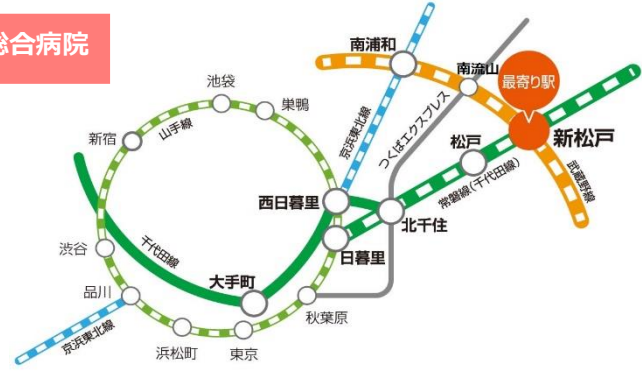 総合病院
南浦和
南流山
最寄り駅
新松戸
池袋
巣鴨
山手線
新宿
京浜東北線
つくばエクスプレス
松戸
常磐線(千代田線)
武蔵野線
西日暮里
北千住
日暮里
渋谷
千代田線
大手町
品川
秋葉原
京浜東北線
浜松町
東京